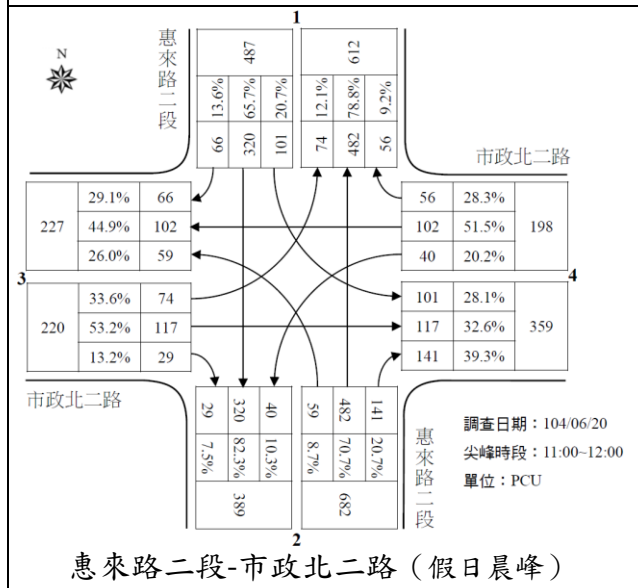 1
N
惠來路二段
487
13.6% 65.7% 20.7%
66 320 101
612
12.1% 78.8% 9.2%
74 482 56
市政北二路
227
29.1% 66
44.9% 102
26.0% 59
56 28.3%
102 51.5%
40 20.2%
198
3
4
220
33.6% 74
53.2% 117
13.2% 29
101 28.1%
117 32.6%
141 39.3%
359
市政北二路
29 320 40
7.5% 82.3% 10.3%
389
59 482 141
8.7% 70.7% 20.7%
682
惠來路二段
調查日期：104/06/20
尖峰時段：11:00~12:00
單位：PCU
2
惠來路二段-市政北二路（假日晨峰）